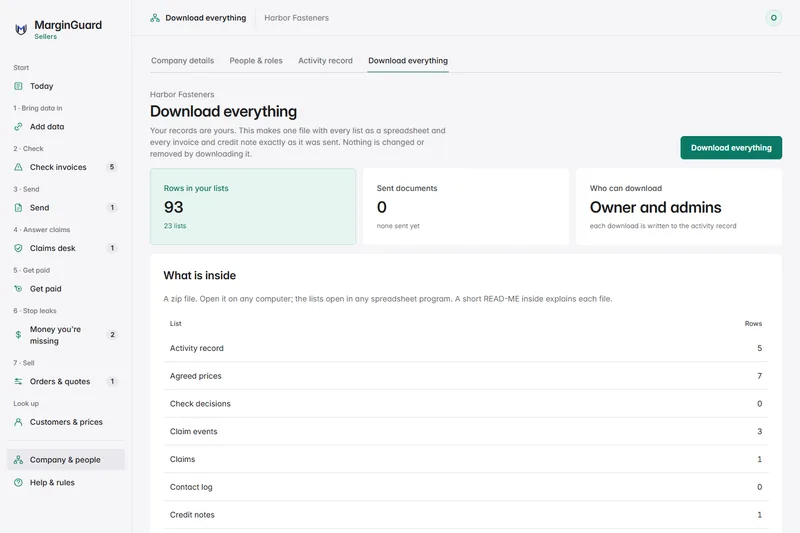 MarginGuard
Sellers
Start
Today
1 · Bring data in
Add data
2 · Check
Check invoices 5
3 · Send
Send 1
4 · Answer claims
Claims desk 1
5 · Get paid
Get paid
6 · Stop leaks
Money you're
missing 2
7 · Sell
Orders & quotes 1
Look up
Customers & prices
Company & people
Help & rules
Download everything Harbor Fasteners O
Company details People & roles Activity record Download everything
Harbor Fasteners
Download everything
Your records are yours. This makes one file with every list as a spreadsheet and
every invoice and credit note exactly as it was sent. Nothing is changed or
removed by downloading it.
Download everything
Rows in your lists
93
23 lists
Sent documents
0
none sent yet
Who can download
Owner and admins
each download is written to the activity record
What is inside
A zip file. Open it on any computer; the lists open in any spreadsheet program. A short READ-ME inside explains each file.
List Rows
Activity record 5
Agreed prices 7
Check decisions 0
Claim events 3
Claims 1
Contact log 0
Credit notes 1